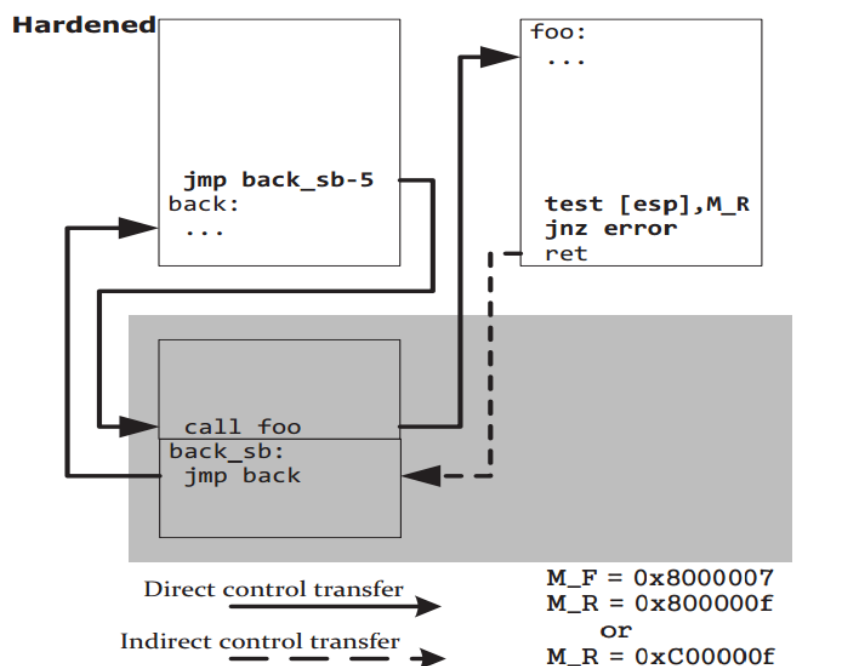 Hardened
jmp back_sb-5
back:
...
foo:
...
test [esp],M_R
jnz error
ret
call foo
back_sb:
jmp back
Direct control transfer
Indirect control transfer
M_F = 0x8000007
M_R = 0x800000f
or
M_R = 0xC00000f